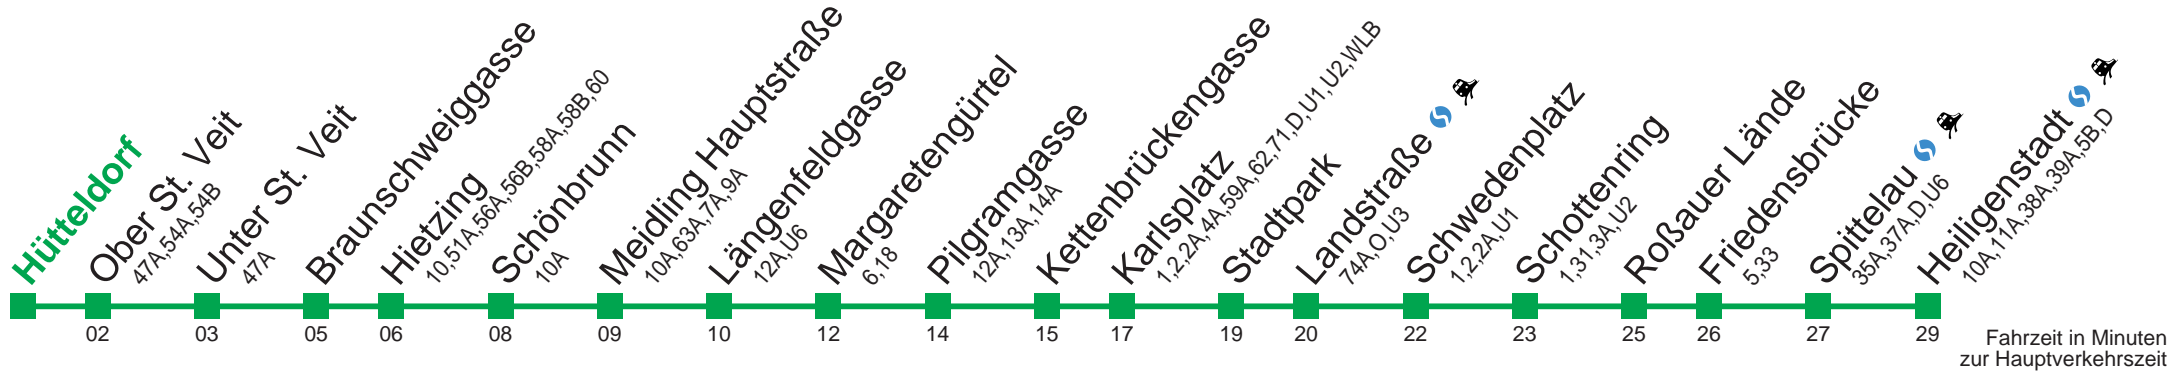 Hütteldorf
Ober St. Veit
47A,54A,54B
Unter St. Veit
47A
Braunschweiggasse
Hietzing
10,51A,56A,56B,58A,58B,60
Schönbrunn
10A
Meidling Hauptstraße
10A,63A,7A,9A
Längenfeldgasse
12A,U6
Margaretengürtel
6,18
Pilgramgasse
12A,13A,14A
Kettenbrückengasse
Karlsplatz
1,2,2A,4A,59A,62,71,D,U1,U2,WLB
Stadtpark
Landstraße
74A,O,U3
Schwedenplatz
1,2,2A,U1
Schottenring
1,31,3A,U2
Roßauer Lände
Friedensbrücke
5,33
Spittelau
35A,37A,D,U6
Heiligenstadt
10A,11A,38A,39A,5B,D
02 03 05 06 08 09 10 12 14 15 17 19 20 22 23 25 26 27 29
Fahrzeit in Minuten
zur Hauptverkehrszeit